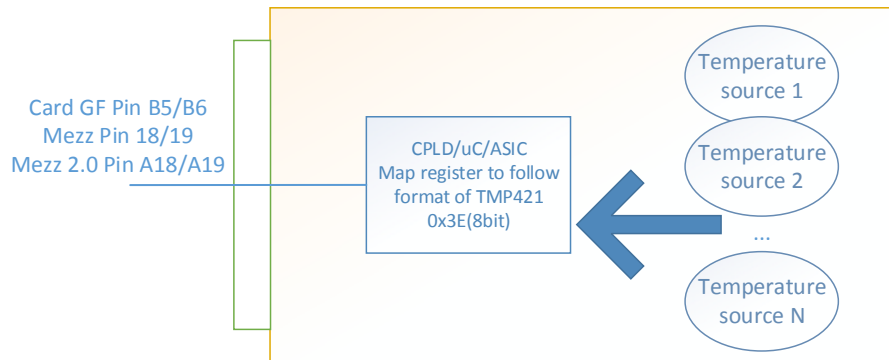 Card GF Pin B5/B6
Mezz Pin 18/19
Mezz 2.0 Pin A18/A19
CPLD/uC/ASIC
Map register to follow
format of TMP421
0x3E(8bit)
Temperature
source 1
Temperature
source 2
...
Temperature
source N